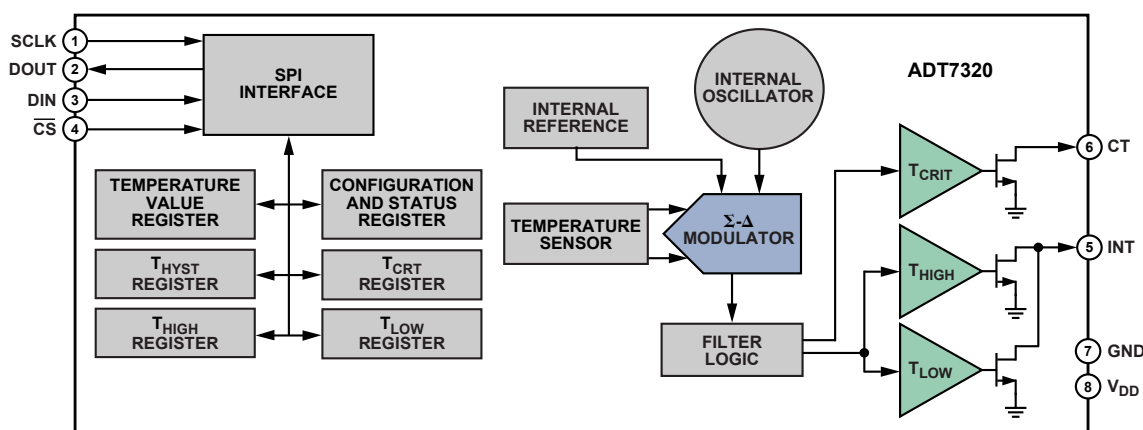 SCLK 1
DOUT 2
DIN 3
CS 4
SPI
INTERFACE
TEMPERATURE
VALUE
REGISTER
CONFIGURATION
AND STATUS
REGISTER
THYST
REGISTER
TCRT
REGISTER
THIGH
REGISTER
TLOW
REGISTER
INTERNAL
REFERENCE
INTERNAL
OSCILLATOR
TEMPERATURE
SENSOR
Σ-Δ
MODULATOR
FILTER
LOGIC
ADT7320
TCRIT
THIGH
TLOW
6 CT
5 INT
7 GND
8 VDD